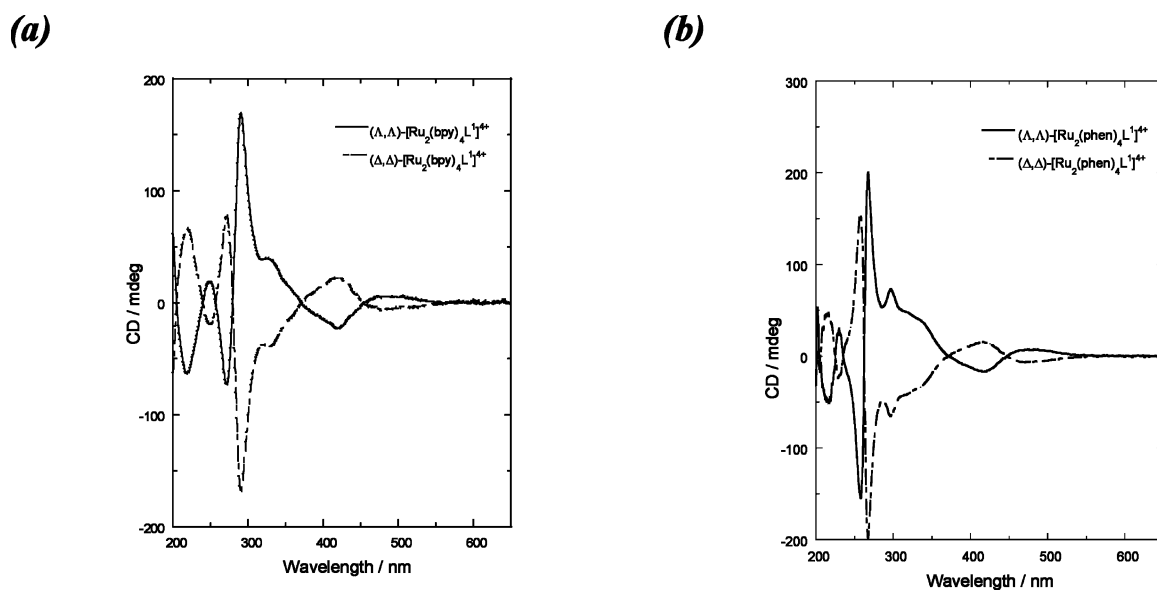 (a)
200
100
0
-100
-200
CD / mdeg
(Λ,Λ)-[Ru2(bpy)4L1]4+
(Δ,Δ)-[Ru2(bpy)4L1]4+
200 300 400 500 600
Wavelength / nm
(b)
300
200
100
0
-100
-200
CD / mdeg
(Λ,Λ)-[Ru2(phen)4L1]4+
(Δ,Δ)-[Ru2(phen)4L1]4+
200 300 400 500 600
Wavelength / nm